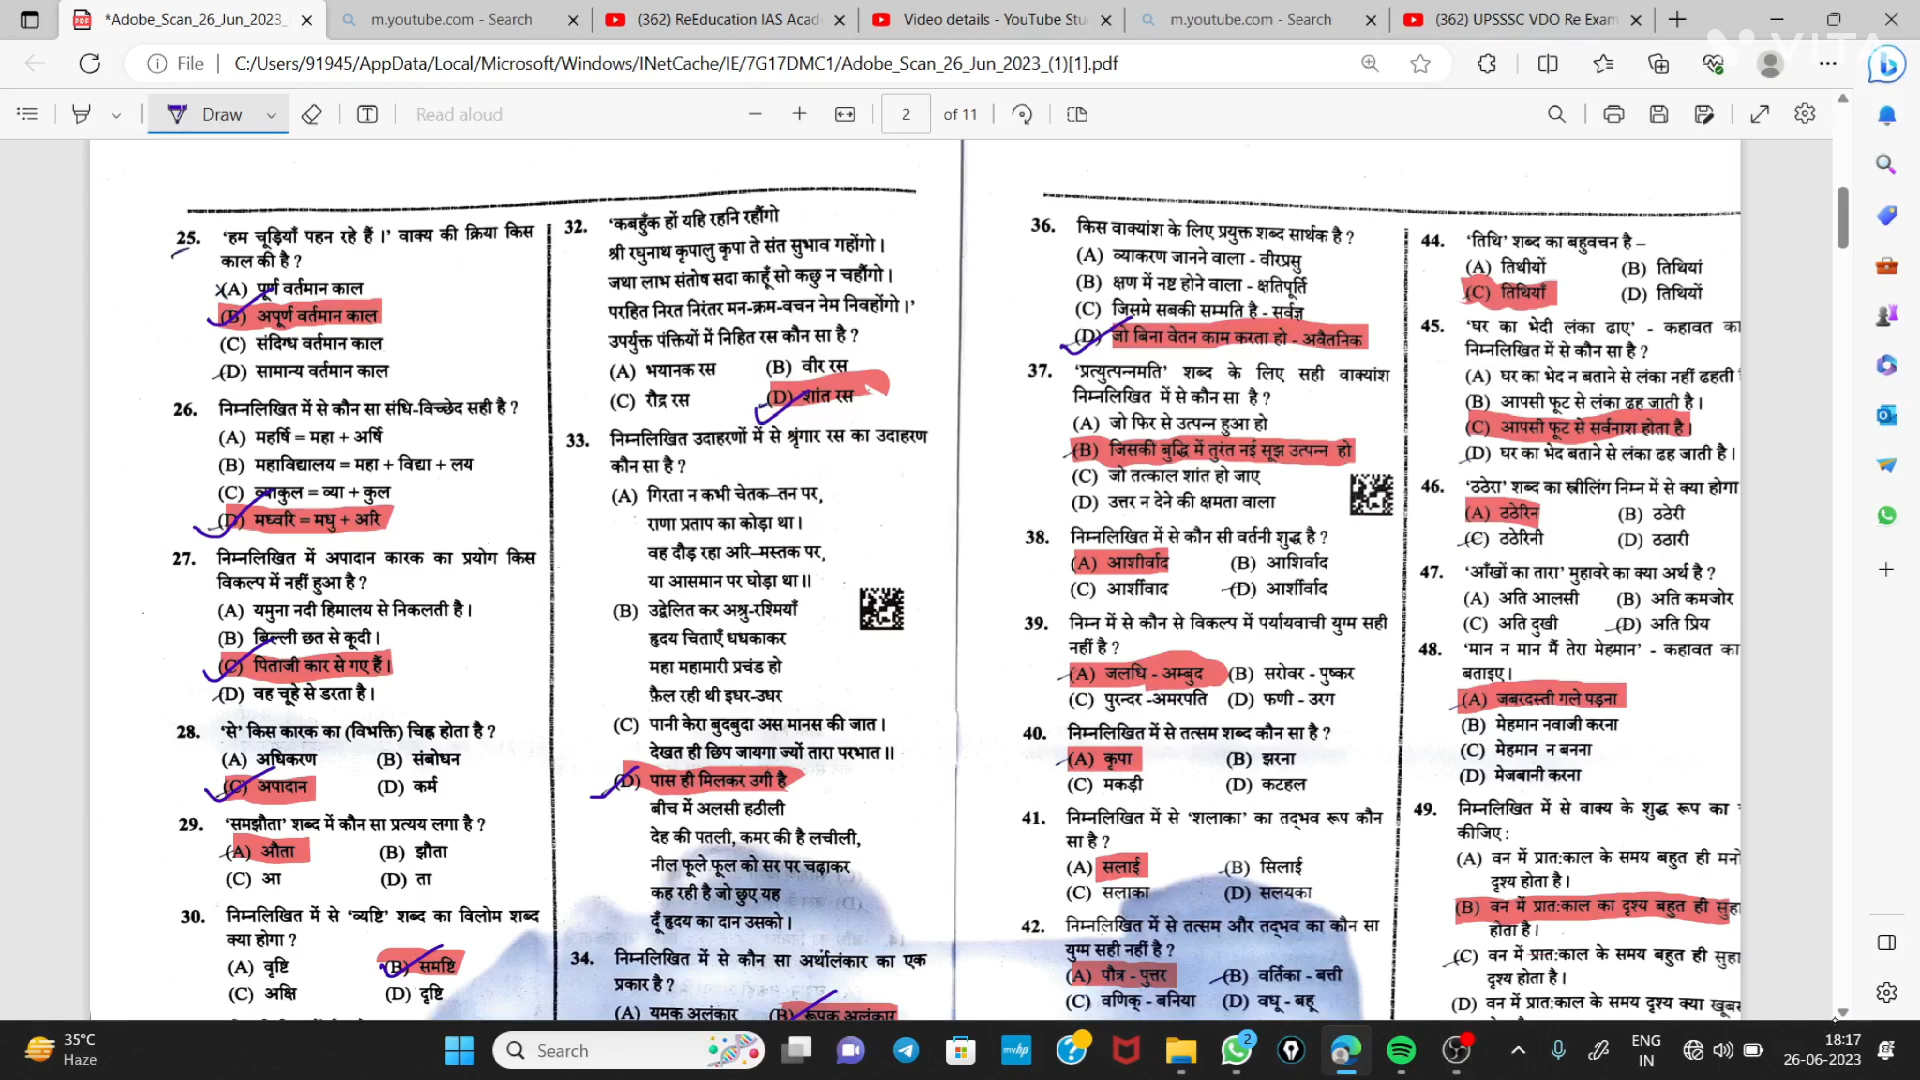 *Adobe_Scan_26_Jun_2023_
m.youtube.com - Search
(362) ReEducation IAS Acad
Video details - YouTube Stu
m.youtube.com - Search
(362) UPSSSC VDO Re Exam
VITA
File
C:/Users/91945/AppData/Local/Microsoft/Windows/INetCache/IE/7G17DMC1/Adobe_Scan_26_Jun_2023_(1)[1].pdf
Draw
Read aloud
2 of 11
25. 'हम चूड़ियाँ पहन रहे हैं।' वाक्य की क्रिया किस
काल की है ?
(A) पूर्ण वर्तमान काल
(B) अपूर्ण वर्तमान काल
(C) संदिग्ध वर्तमान काल
(D) सामान्य वर्तमान काल
26. निम्नलिखित में से कौन सा संधि-विच्छेद सही है ?
(A) महर्षि = महा + अर्षि
(B) महाविद्यालय = महा + विद्या + लय
(C) व्याकुल = व्या + कुल
(D) मध्वरि = मधु + अरि
27. निम्नलिखित में अपादान कारक का प्रयोग किस
विकल्प में नहीं हुआ है ?
(A) यमुना नदी हिमालय से निकलती है।
(B) बिल्ली छत से कूदी।
(C) पिताजी कार से गए हैं।
(D) वह चूहे से डरता है।
28. 'से' किस कारक का (विभक्ति) चिह्न होता है ?
(A) अधिकरण (B) संबोधन
(C) अपादान (D) कर्म
29. 'समझौता' शब्द में कौन सा प्रत्यय लगा है ?
(A) औता (B) झौता
(C) आ (D) ता
30. निम्नलिखित में से 'व्यष्टि' शब्द का विलोम शब्द
क्या होगा ?
(A) वृष्टि (B) समष्टि
(C) अक्षि (D) दृष्टि
32. 'कबहुँक हों यहि रहनि रहौंगो
श्री रघुनाथ कृपालु कृपा ते संत सुभाव गहोंगो।
जथा लाभ संतोष सदा काहूँ सो कछु न चहौंगो।
परहित निरत निरंतर मन-क्रम-वचन नेम निवहोंगो।'
उपर्युक्त पंक्तियों में निहित रस कौन सा है ?
(A) भयानक रस (B) वीर रस
(C) रौद्र रस (D) शांत रस
33. निम्नलिखित उदाहरणों में से श्रृंगार रस का उदाहरण
कौन सा है ?
(A) गिरता न कभी चेतक–तन पर,
राणा प्रताप का कोड़ा था।
वह दौड़ रहा अरि–मस्तक पर,
या आसमान पर घोड़ा था।।
(B) उद्वेलित कर अश्रु-रश्मियाँ
हृदय चिताएँ धधकाकर
महा महामारी प्रचंड हो
फ़ैल रही थी इधर-उधर
(C) पानी केरा बुदबुदा अस मानस की जात।
देखत ही छिप जायगा ज्यों तारा परभात।।
(D) पास ही मिलकर उगी है
बीच में अलसी हठीली
देह की पतली, कमर की है लचीली,
नील फूले फूल को सर पर चढ़ाकर
कह रही है जो छुए यह
दूँ हृदय का दान उसको।
34. निम्नलिखित में से कौन सा अर्थालंकार का एक
प्रकार है ?
(A) यमक अलंकार (B) रूपक अलंकार
36. किस वाक्यांश के लिए प्रयुक्त शब्द सार्थक है ?
(A) व्याकरण जानने वाला - वीरप्रसु
(B) क्षण में नष्ट होने वाला - क्षतिपूर्ति
(C) जिसमे सबकी सम्मति है - सर्वज्ञ
(D) जो बिना वेतन काम करता हो - अवैतनिक
37. 'प्रत्युत्पन्नमति' शब्द के लिए सही वाक्यांश
निम्नलिखित में से कौन सा है ?
(A) जो फिर से उत्पन्न हुआ हो
(B) जिसकी बुद्धि में तुरंत नई सूझ उत्पन्न हो
(C) जो तत्काल शांत हो जाए
(D) उत्तर न देने की क्षमता वाला
38. निम्नलिखित में से कौन सी वर्तनी शुद्ध है ?
(A) आशीर्वाद (B) आशिर्वाद
(C) आर्शीवाद (D) आर्शीर्वाद
39. निम्न में से कौन से विकल्प में पर्यायवाची युग्म सही
नहीं है ?
(A) जलधि - अम्बुद (B) सरोवर - पुष्कर
(C) पुरन्दर -अमरपति (D) फणी - उरग
40. निम्नलिखित में से तत्सम शब्द कौन सा है ?
(A) कृपा (B) झरना
(C) मकड़ी (D) कटहल
41. निम्नलिखित में से 'शलाका' का तद्भव रूप कौन
सा है ?
(A) सलाई (B) सिलाई
(C) सलाका (D) सलयका
42. निम्नलिखित में से तत्सम और तद्भव का कौन सा
युग्म सही नहीं है ?
(A) पौत्र - पुत्तर (B) वर्तिका - बत्ती
(C) वणिक् - बनिया (D) वधू - बहू
44. 'तिथि' शब्द का बहुवचन है –
(A) तिथीयों (B) तिथियां
(C) तिथियाँ (D) तिथियों
45. 'घर का भेदी लंका ढाए' - कहावत का
निम्नलिखित में से कौन सा है ?
(A) घर का भेद न बताने से लंका नहीं ढहती
(B) आपसी फूट से लंका ढह जाती है।
(C) आपसी फूट से सर्वनाश होता है।
(D) घर का भेद बताने से लंका ढह जाती है।
46. 'ठठेरा' शब्द का स्त्रीलिंग निम्न में से क्या होगा
(A) ठठेरिन (B) ठठेरी
(C) ठठेरिनी (D) ठठारी
47. 'आँखों का तारा' मुहावरे का क्या अर्थ है ?
(A) अति आलसी (B) अति कमजोर
(C) अति दुखी (D) अति प्रिय
48. 'मान न मान मैं तेरा मेहमान' - कहावत का
बताइए।
(A) जबरदस्ती गले पड़ना
(B) मेहमान नवाजी करना
(C) मेहमान न बनना
(D) मेजबानी करना
49. निम्नलिखित में से वाक्य के शुद्ध रूप का
कीजिए :
(A) वन में प्रात:काल के समय बहुत ही मनो
दृश्य होता है।
(B) वन में प्रात:काल का दृश्य बहुत ही सुहा
होता है।
(C) वन में प्रात:काल के समय बहुत ही सुहा
दृश्य होता है।
(D) वन में प्रात:काल के समय दृश्य क्या खूबस
35°C
Haze
Search
myhp
2
ENG
IN
18:17
26-06-2023